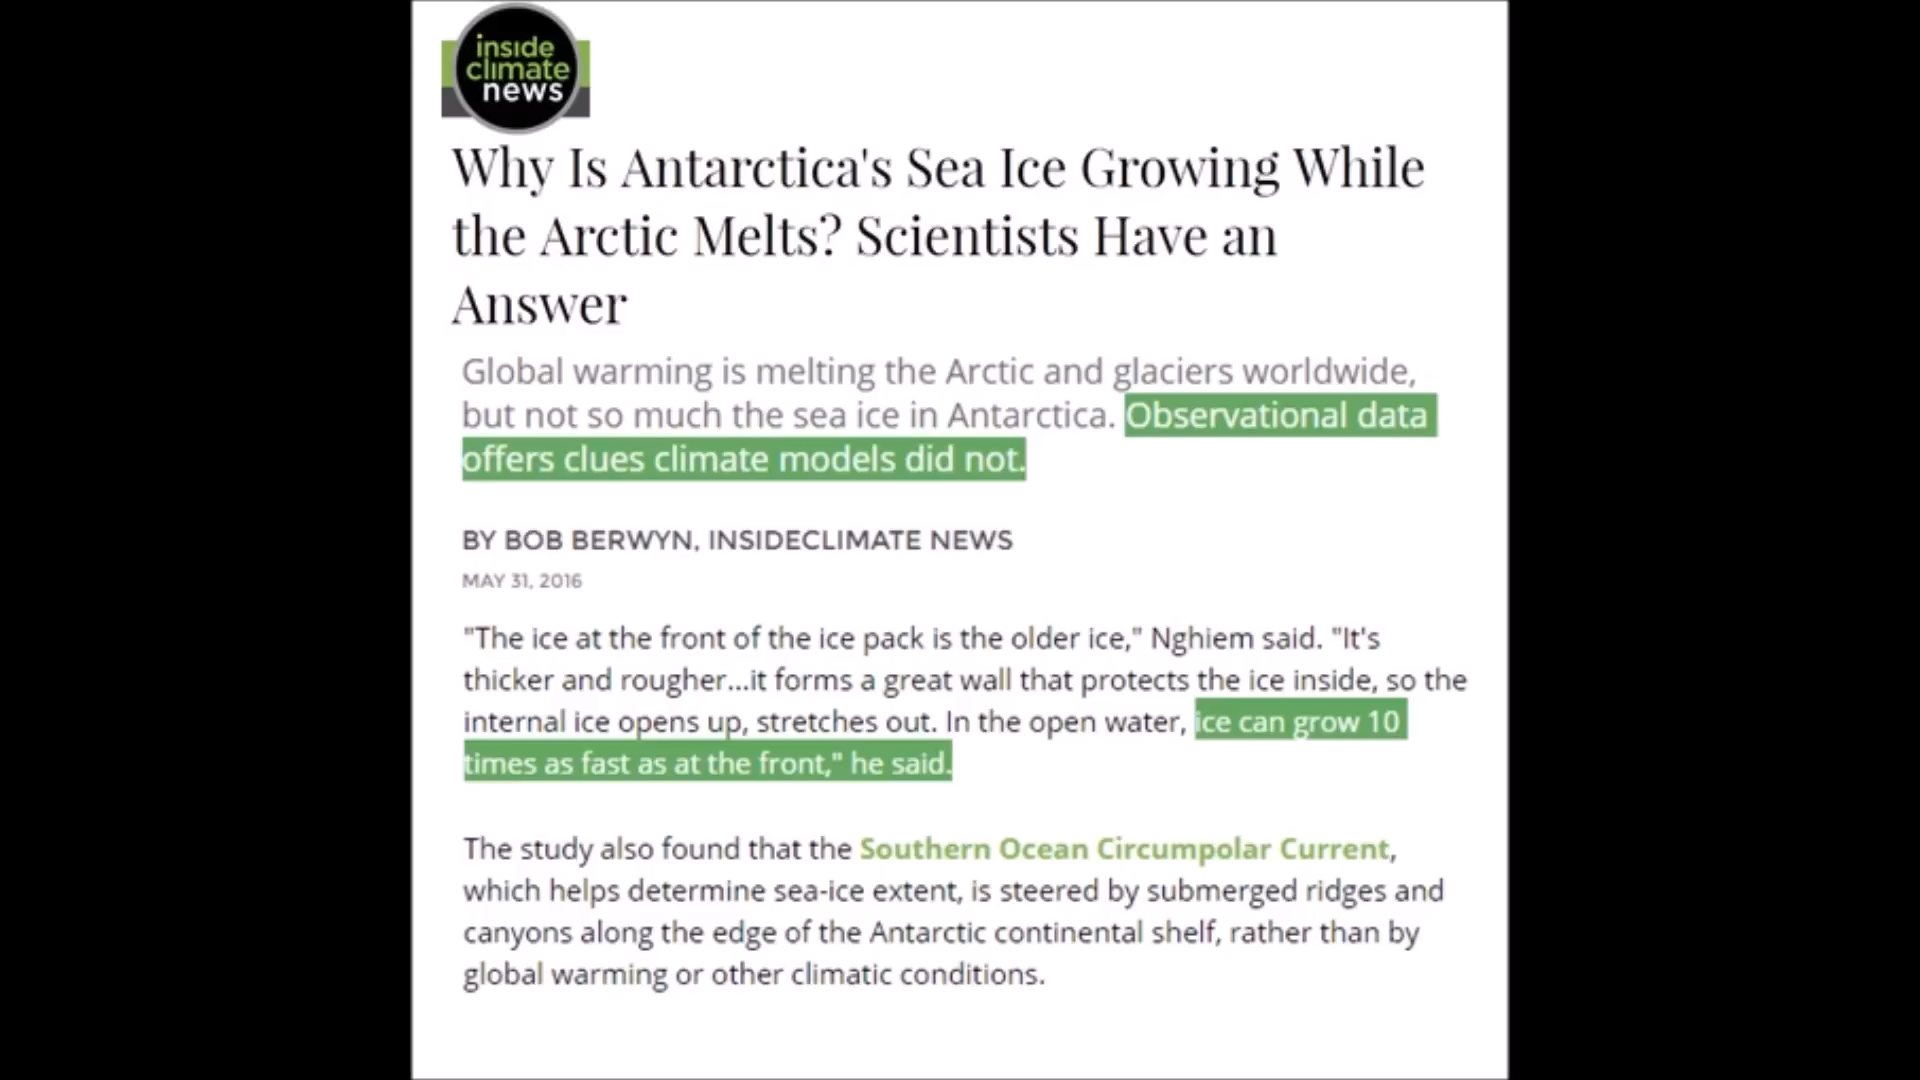 inside
climate
news
Why Is Antarctica's Sea Ice Growing While
the Arctic Melts? Scientists Have an
Answer
Global warming is melting the Arctic and glaciers worldwide,
but not so much the sea ice in Antarctica. Observational data
offers clues climate models did not.
BY BOB BERWYN, INSIDECLIMATE NEWS
MAY 31, 2016
"The ice at the front of the ice pack is the older ice," Nghiem said. "It's
thicker and rougher...it forms a great wall that protects the ice inside, so the
internal ice opens up, stretches out. In the open water, ice can grow 10
times as fast as at the front," he said.
The study also found that the Southern Ocean Circumpolar Current,
which helps determine sea-ice extent, is steered by submerged ridges and
canyons along the edge of the Antarctic continental shelf, rather than by
global warming or other climatic conditions.